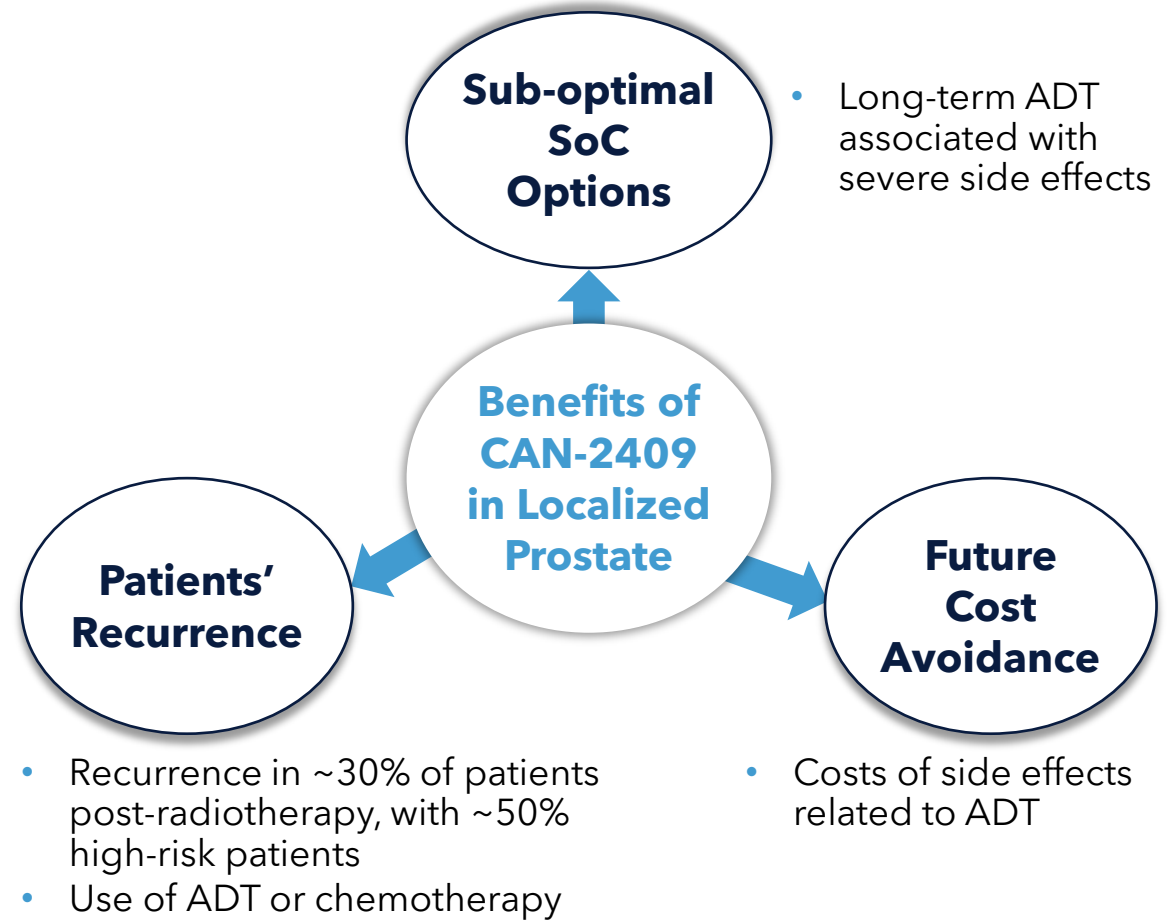 Sub-optimal
SoC
Options
• Long-term ADT
associated with
severe side effects
Benefits of
CAN-2409
in Localized
Prostate
Patients’
Recurrence
Future
Cost
Avoidance
• Recurrence in ~30% of patients
post-radiotherapy, with ~50%
high-risk patients
• Use of ADT or chemotherapy
• Costs of side effects
related to ADT